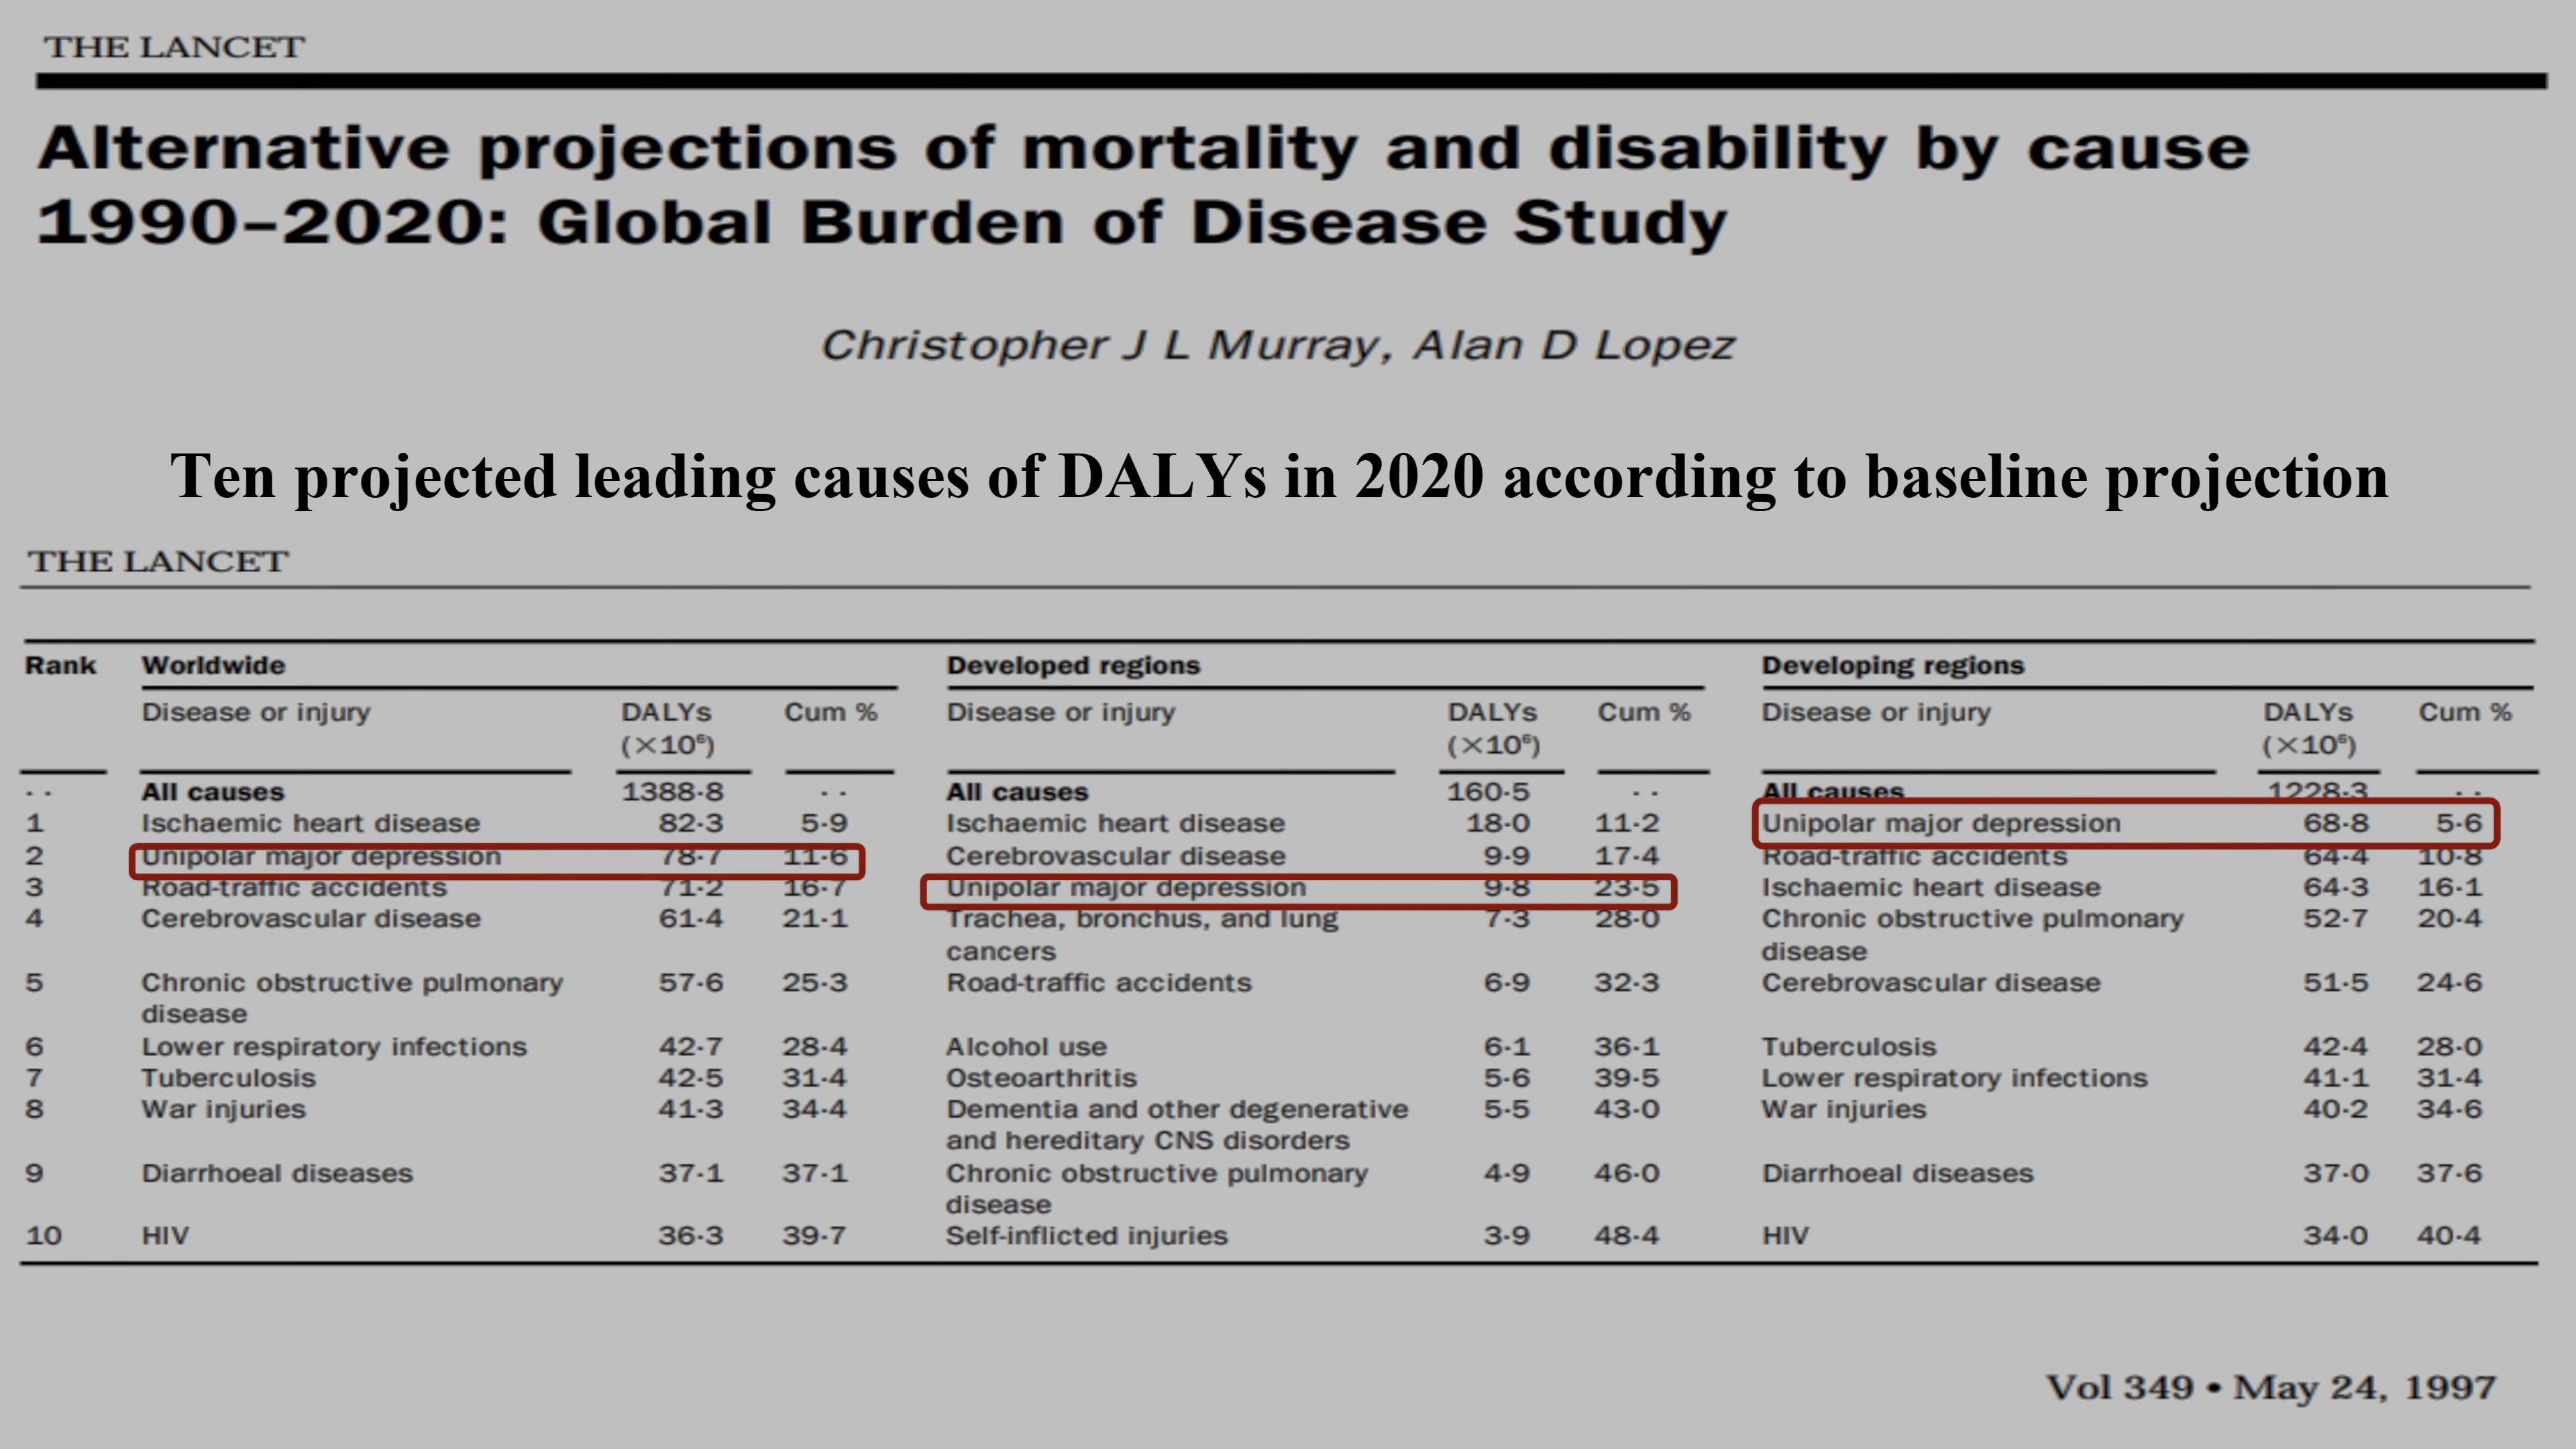 THE LANCET
Alternative projections of mortality and disability by cause
1990–2020: Global Burden of Disease Study
Christopher J L Murray, Alan D Lopez
Ten projected leading causes of DALYs in 2020 according to baseline projection
THE LANCET
Rank Worldwide Developed regions Developing regions
Disease or injury DALYs Cum % Disease or injury DALYs Cum % Disease or injury DALYs Cum %
(×10⁶) (×10⁶) (×10⁶)
·· All causes 1388·8 ·· All causes 160·5 ·· All causes 1228·3 ··
1 Ischaemic heart disease 82·3 5·9 Ischaemic heart disease 18·0 11·2 Unipolar major depression 68·8 5·6
2 Unipolar major depression 78·7 11·6 Cerebrovascular disease 9·9 17·4 Road-traffic accidents 64·4 10·8
3 Road-traffic accidents 71·2 16·7 Unipolar major depression 9·8 23·5 Ischaemic heart disease 64·3 16·1
4 Cerebrovascular disease 61·4 21·1 Trachea, bronchus, and lung 7·3 28·0 Chronic obstructive pulmonary 52·7 20·4
cancers disease
5 Chronic obstructive pulmonary 57·6 25·3 Road-traffic accidents 6·9 32·3 Cerebrovascular disease 51·5 24·6
disease
6 Lower respiratory infections 42·7 28·4 Alcohol use 6·1 36·1 Tuberculosis 42·4 28·0
7 Tuberculosis 42·5 31·4 Osteoarthritis 5·6 39·5 Lower respiratory infections 41·1 31·4
8 War injuries 41·3 34·4 Dementia and other degenerative 5·5 43·0 War injuries 40·2 34·6
and hereditary CNS disorders
9 Diarrhoeal diseases 37·1 37·1 Chronic obstructive pulmonary 4·9 46·0 Diarrhoeal diseases 37·0 37·6
disease
10 HIV 36·3 39·7 Self-inflicted injuries 3·9 48·4 HIV 34·0 40·4
Vol 349 • May 24, 1997